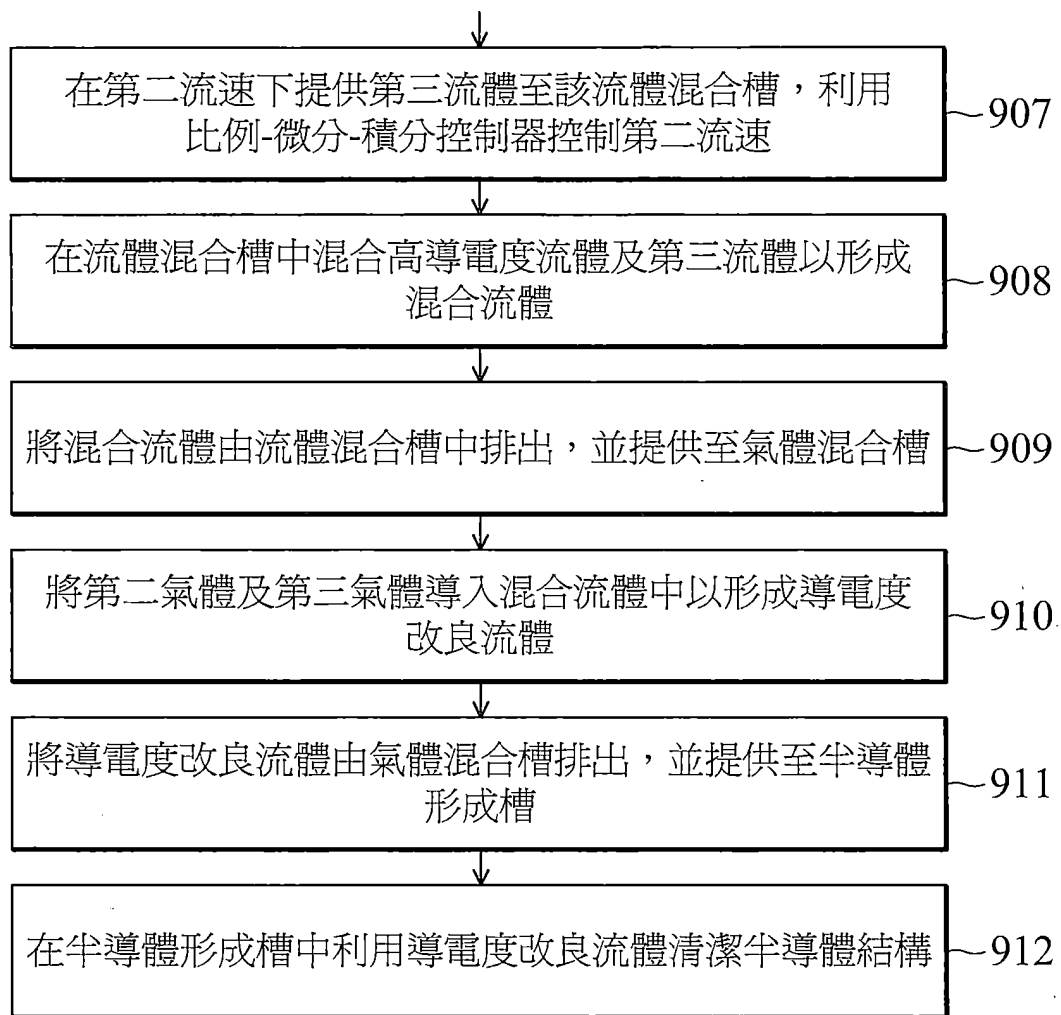 在第二流速下提供第三流體至該流體混合槽，利用
比例-微分-積分控制器控制第二流速
907
在流體混合槽中混合高導電度流體及第三流體以形成
混合流體
908
將混合流體由流體混合槽中排出，並提供至氣體混合槽
909
將第二氣體及第三氣體導入混合流體中以形成導電度
改良流體
910
將導電度改良流體由氣體混合槽排出，並提供至半導體
形成槽
911
在半導體形成槽中利用導電度改良流體清潔半導體結構
912